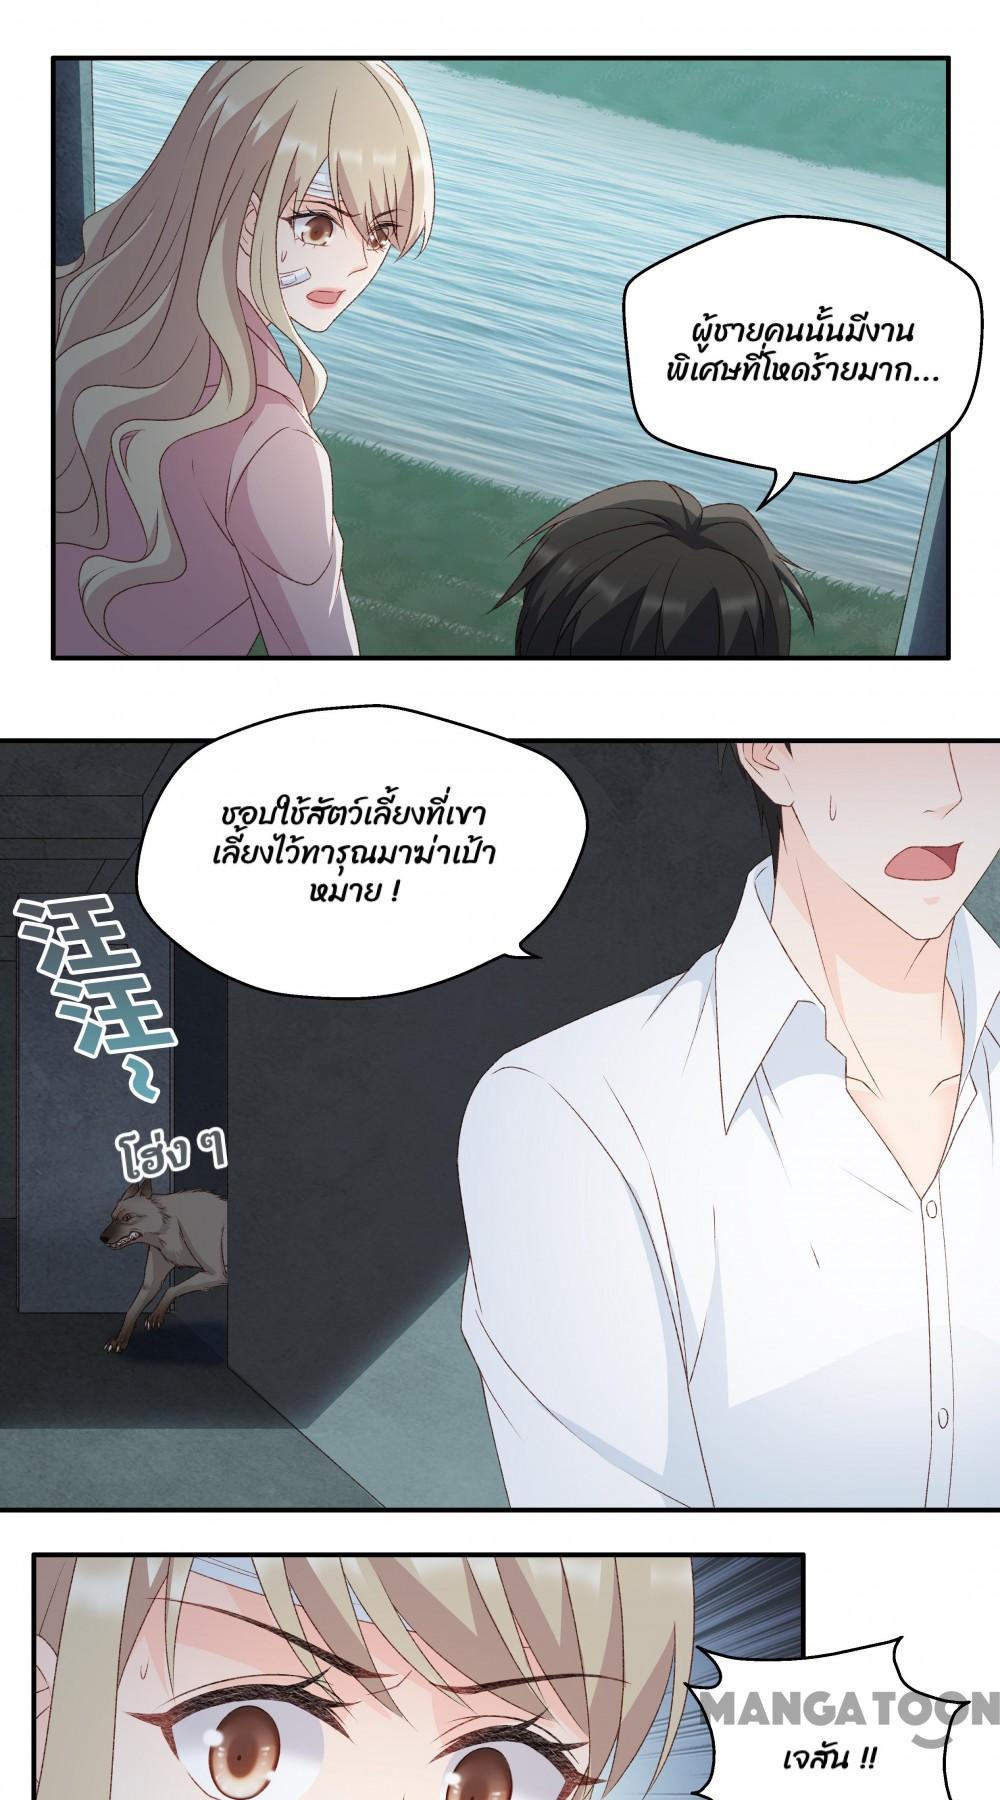 ผู้ชายคนนั้นมีงาน
พิเศษที่โหดร้ายมาก...
ชอบใช้สัตว์เลี้ยงที่เขา
เลี้ยงไว้ทารุณมาฆ่าเป้า
หมาย !
汪
汪~
โฮ่ง ๆ
MANGATOON
เจสัน !!